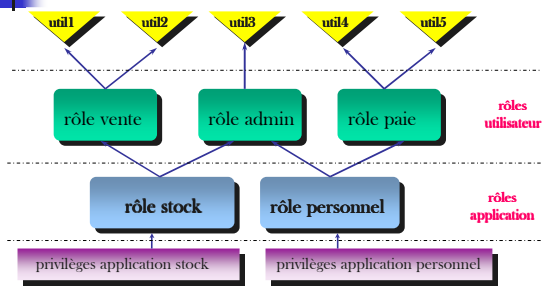 util1 util2 util3 util4 util5
rôle vente rôle admin rôle paie
rôles
utilisateur
rôle stock rôle personnel
rôles
application
privilèges application stock privilèges application personnel